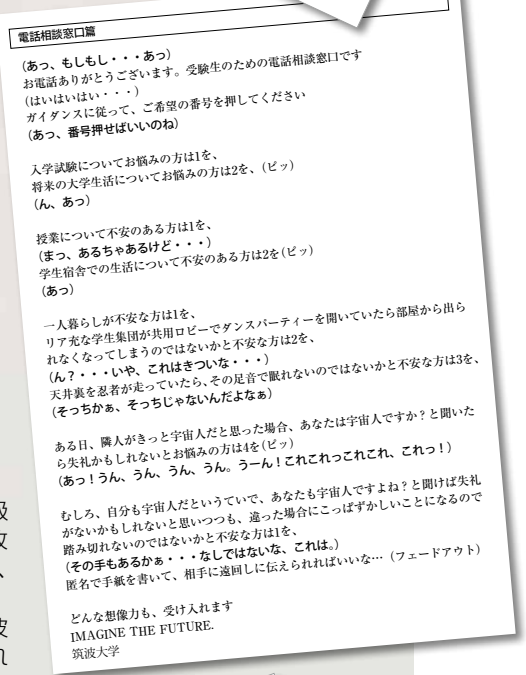 電話相談窓口篇
(あっ、もしもし・・・あっ)
お電話ありがとうございます。受験生のための電話相談窓口です
(はいはいはい・・・)
ガイダンスに従って、ご希望の番号を押してください
(あっ、番号押せばいいのね)
入学試験についてお悩みの方は1を、
将来の大学生活についてお悩みの方は2を、(ピッ)
(ん、あっ)
授業について不安のある方は1を、
(まっ、あるちゃあるけど・・・)
学生宿舎での生活について不安のある方は2を(ピッ)
(あっ)
一人暮らしが不安な方は1を、
リア充な学生集団が共用ロビーでダンスパーティーを開いていたら部屋から出ら
れなくなってしまうのではないかと不安な方は2を、
(ん?・・・いや、これはきついな・・・)
天井裏を忍者が走っていたら、その足音で眠れないのではないかと不安な方は3を、
(そっちかぁ、そっちじゃないんだよなぁ)
ある日、隣人がきっと宇宙人だと思った場合、あなたは宇宙人ですか?と聞いた
ら失礼かもしれないとお悩みの方は4を(ピッ)
(あっ!うん、うん、うん、うん。うーん!これこれっこれこれ、これっ!)
むしろ、自分も宇宙人だというていで、あなたも宇宙人ですよね?と聞けば失礼
がないかもしれないと思いつつも、違った場合にこっぱずかしいことになるので
踏み切れないのではないかと不安な方は1を、
(その手もあるかぁ・・・なしではないな、これは。)
匿名で手紙を書いて、相手に遠回しに伝えられればいいな…(フェードアウト)
どんな想像力も、受け入れます
IMAGINE THE FUTURE.
筑波大学